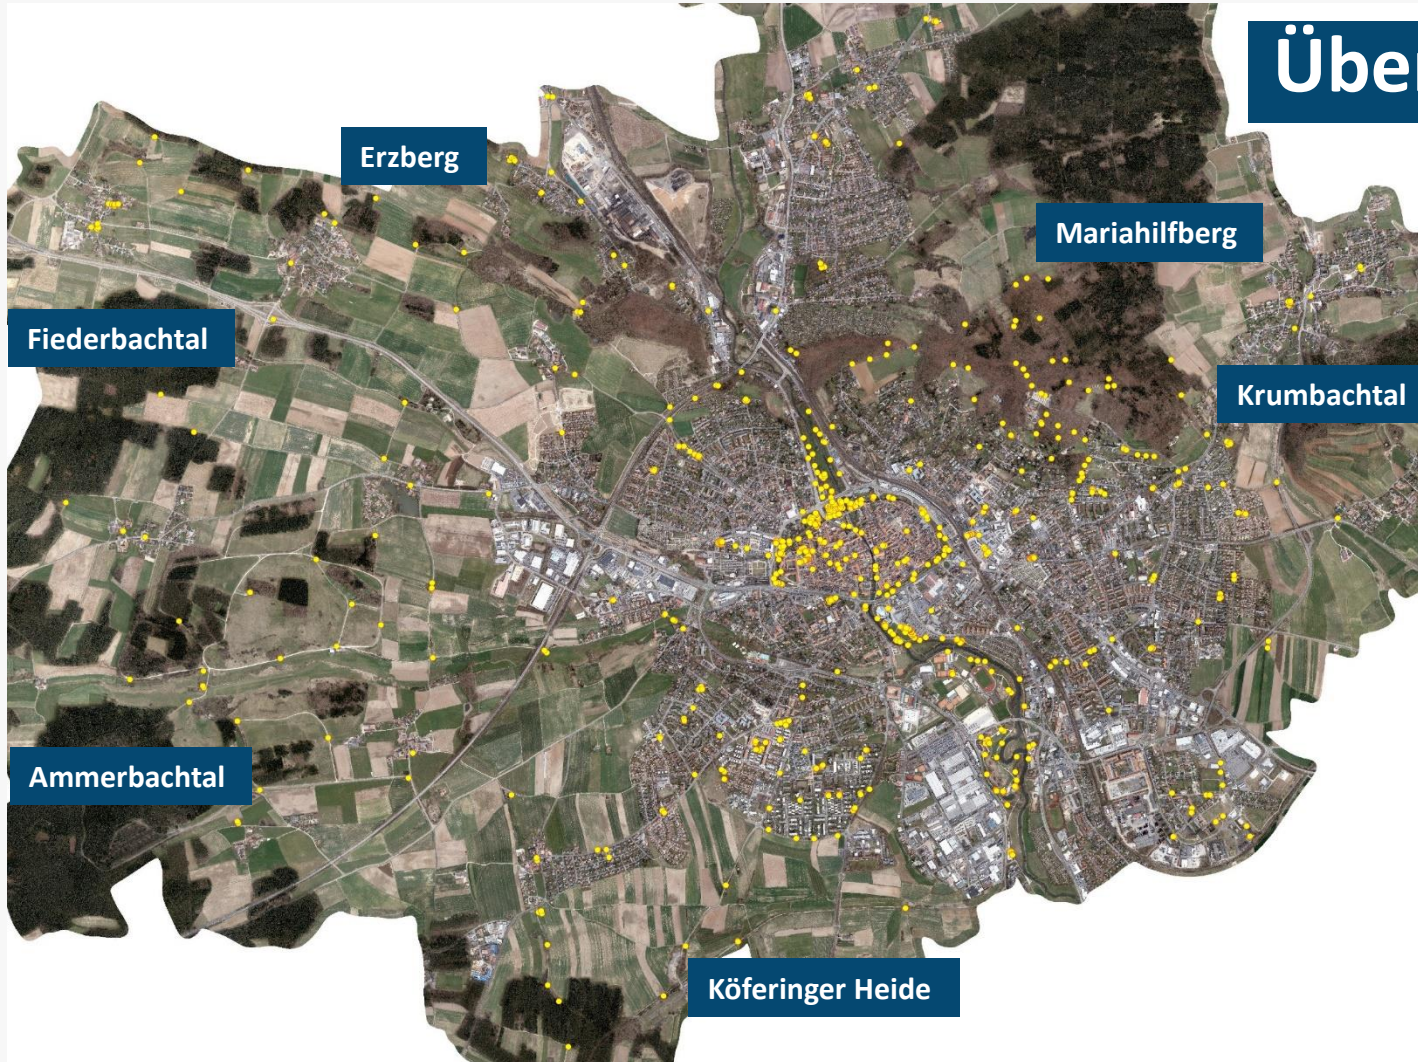 Übe
Erzberg
Mariahilfberg
Fiederbachtal
Krumbachtal
Ammerbachtal
Köferinger Heide